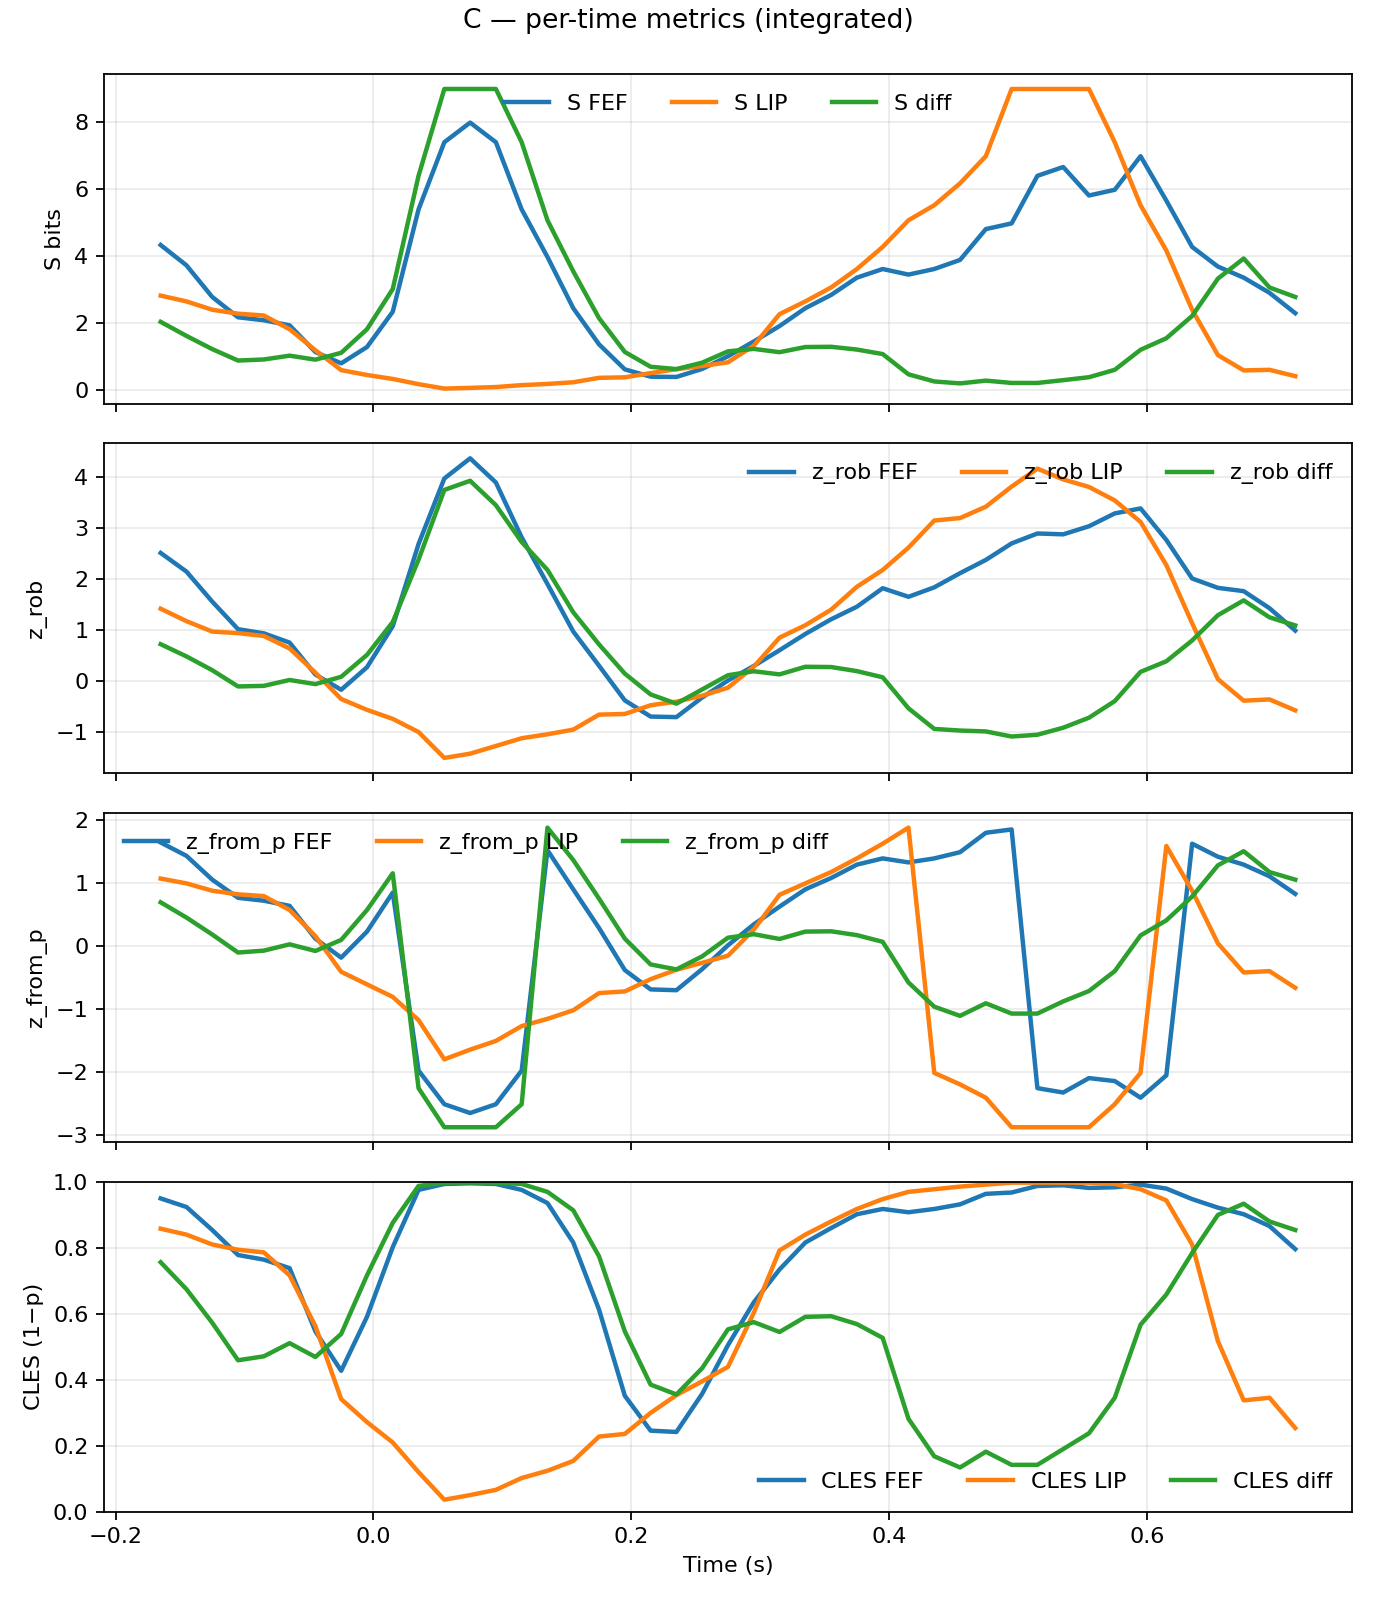 C — per-time metrics (integrated)
S FEF S LIP S diff
8
6
4
2
0
S bits
z_rob FEF z_rob LIP z_rob diff
4
3
2
1
0
−1
z_rob
z_from_p FEF z_from_p LIP z_from_p diff
2
1
0
−1
−2
−3
z_from_p
1.0
0.8
0.6
0.4
0.2
0.0
CLES (1−p)
CLES FEF CLES LIP CLES diff
−0.2 0.0 0.2 0.4 0.6
Time (s)